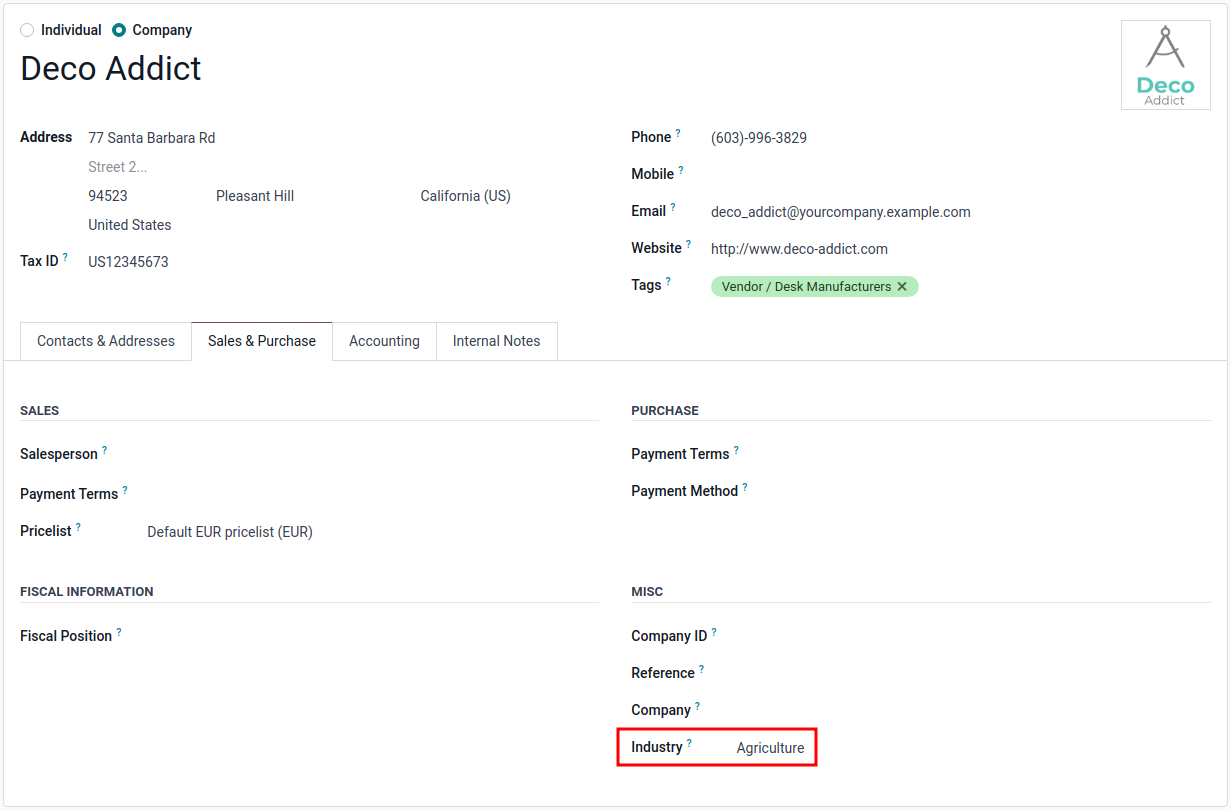 Individual Company
Deco Addict
Deco
Addict
Address 77 Santa Barbara Rd
Street 2...
94523 Pleasant Hill California (US)
United States
Tax ID ? US12345673
Phone ? (603)-996-3829
Mobile ?
Email ? deco_addict@yourcompany.example.com
Website ? http://www.deco-addict.com
Tags ? Vendor / Desk Manufacturers ✕
Contacts & Addresses Sales & Purchase Accounting Internal Notes
SALES
Salesperson ?
Payment Terms ?
Pricelist ? Default EUR pricelist (EUR)
PURCHASE
Payment Terms ?
Payment Method ?
FISCAL INFORMATION
Fiscal Position ?
MISC
Company ID ?
Reference ?
Company ?
Industry ? Agriculture